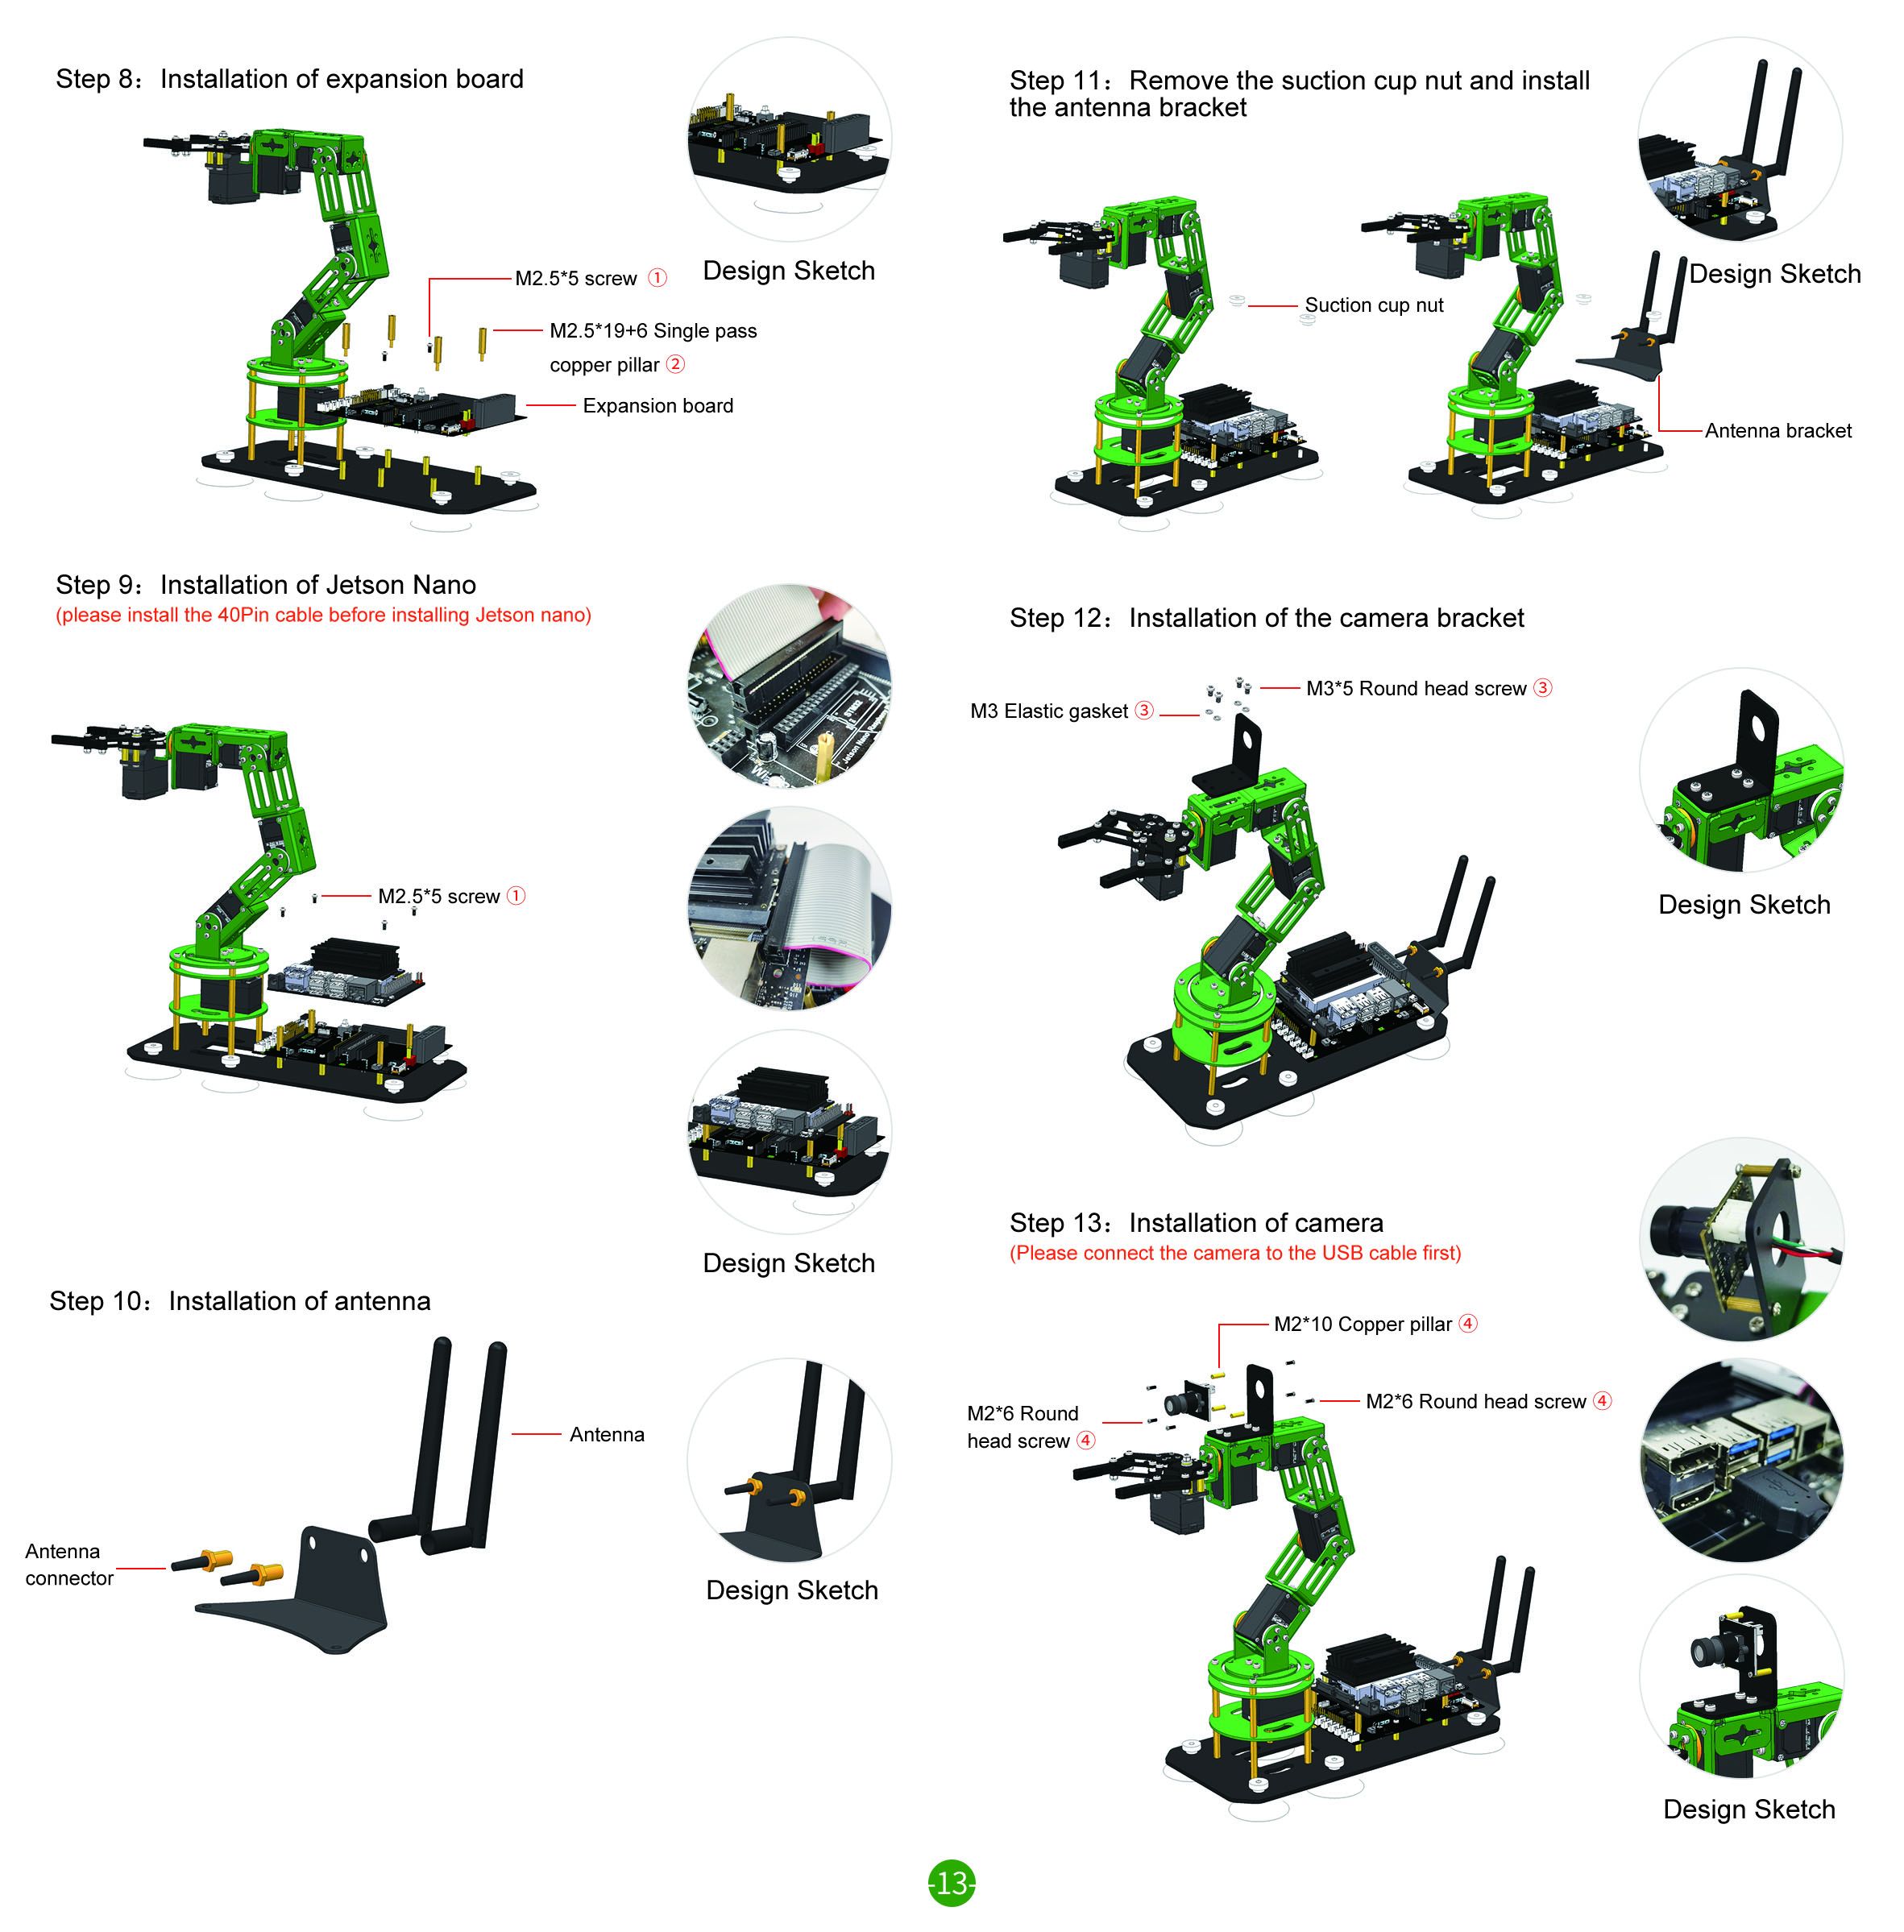 Step 8：Installation of expansion board
M2.5*5 screw ①
M2.5*19+6 Single pass
copper pillar ②
Expansion board
Design Sketch
Step 9：Installation of Jetson Nano
(please install the 40Pin cable before installing Jetson nano)
M2.5*5 screw ①
Design Sketch
Step 10：Installation of antenna
Antenna
Antenna
connector
Design Sketch
Step 11：Remove the suction cup nut and install
the antenna bracket
Suction cup nut
Antenna bracket
Design Sketch
Step 12：Installation of the camera bracket
M3*5 Round head screw ③
M3 Elastic gasket ③
Design Sketch
Step 13：Installation of camera
(Please connect the camera to the USB cable first)
M2*10 Copper pillar ④
M2*6 Round head screw ④
M2*6 Round
head screw ④
Design Sketch
-13-